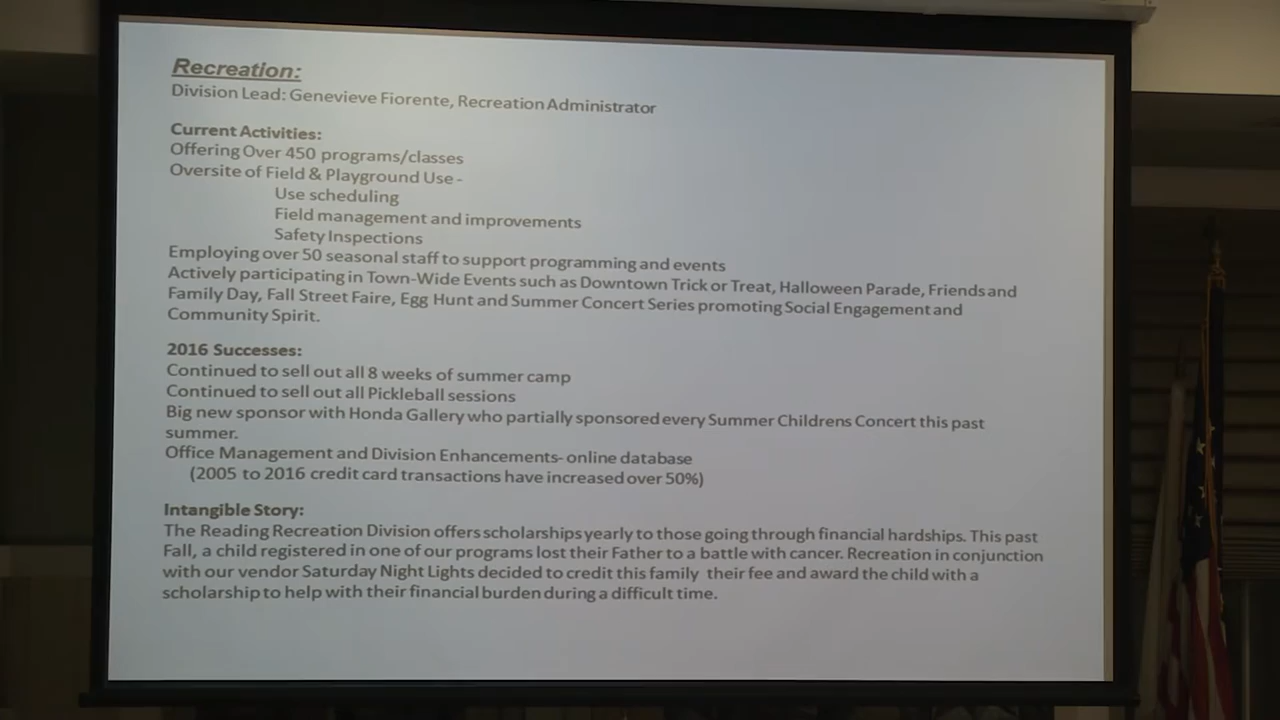 Recreation:
Division Lead: Genevieve Fiorente, Recreation Administrator
Current Activities:
Offering Over 450 programs/classes
Oversite of Field & Playground Use -
Use scheduling
Field management and improvements
Safety Inspections
Employing over 50 seasonal staff to support programming and events
Actively participating in Town-Wide Events such as Downtown Trick or Treat, Halloween Parade, Friends and
Family Day, Fall Street Faire, Egg Hunt and Summer Concert Series promoting Social Engagement and
Community Spirit.
2016 Successes:
Continued to sell out all 8 weeks of summer camp
Continued to sell out all Pickleball sessions
Big new sponsor with Honda Gallery who partially sponsored every Summer Childrens Concert this past
summer.
Office Management and Division Enhancements- online database
(2005 to 2016 credit card transactions have increased over 50%)
Intangible Story:
The Reading Recreation Division offers scholarships yearly to those going through financial hardships. This past
Fall, a child registered in one of our programs lost their Father to a battle with cancer. Recreation in conjunction
with our vendor Saturday Night Lights decided to credit this family their fee and award the child with a
scholarship to help with their financial burden during a difficult time.